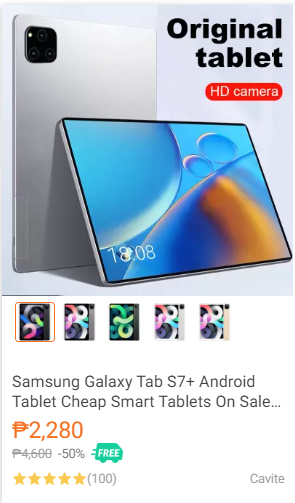 Original
tablet
HD camera
18:08
Samsung Galaxy Tab S7+ Android
Tablet Cheap Smart Tablets On Sale...
₱2,280
₱4,600 -50% FREE
(100) Cavite